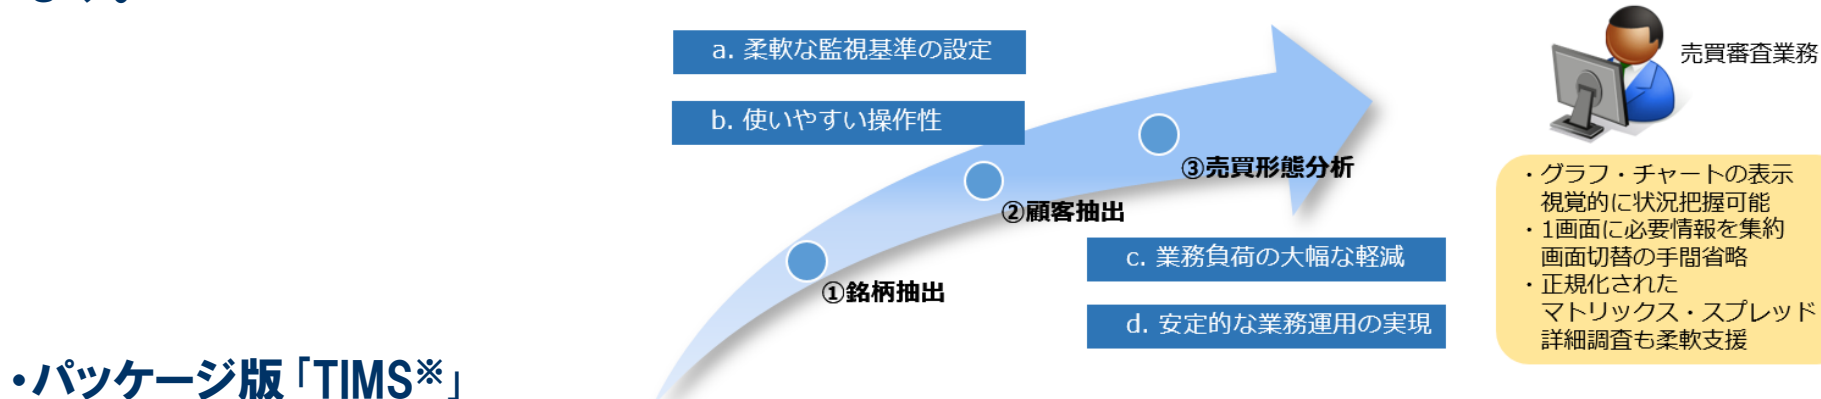 a. 柔軟な監視基準の設定
b. 使いやすい操作性
③売買形態分析
②顧客抽出
①銘柄抽出
c. 業務負荷の大幅な軽減
d. 安定的な業務運用の実現
売買審査業務
・グラフ・チャートの表示
視覚的に状況把握可能
・1画面に必要情報を集約
画面切替の手間省略
・正規化された
マトリックス・スプレッド
詳細調査も柔軟支援
・パッケージ版「TIMS※」